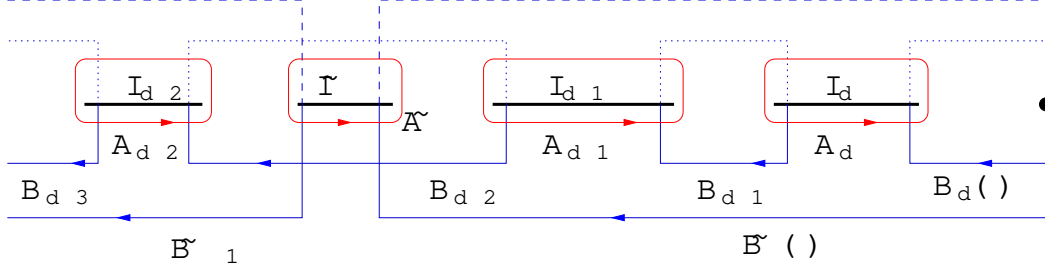 I_d 2 I~ I_d 1 I_d
A_d 2 A~ A_d 1 A_d
B_d 3 B_d 2 B_d 1 B_d()
B~ 1 B~ ()